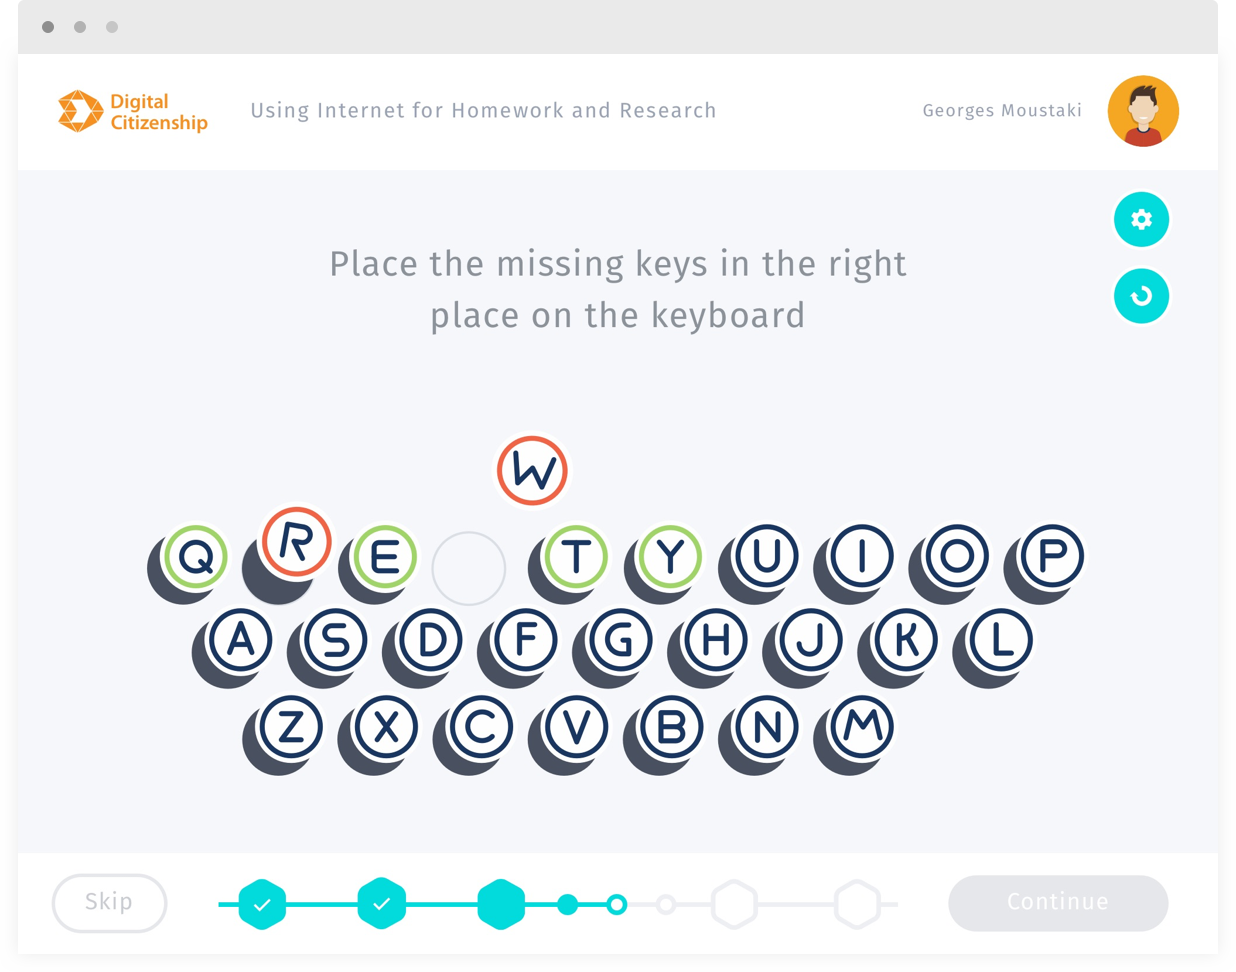 Digital
Citizenship
Using Internet for Homework and Research
Georges Moustaki
Place the missing keys in the right
place on the keyboard
W
Q R E T Y U I O P
A S D F G H J K L
Z X C V B N M
Skip
Continue